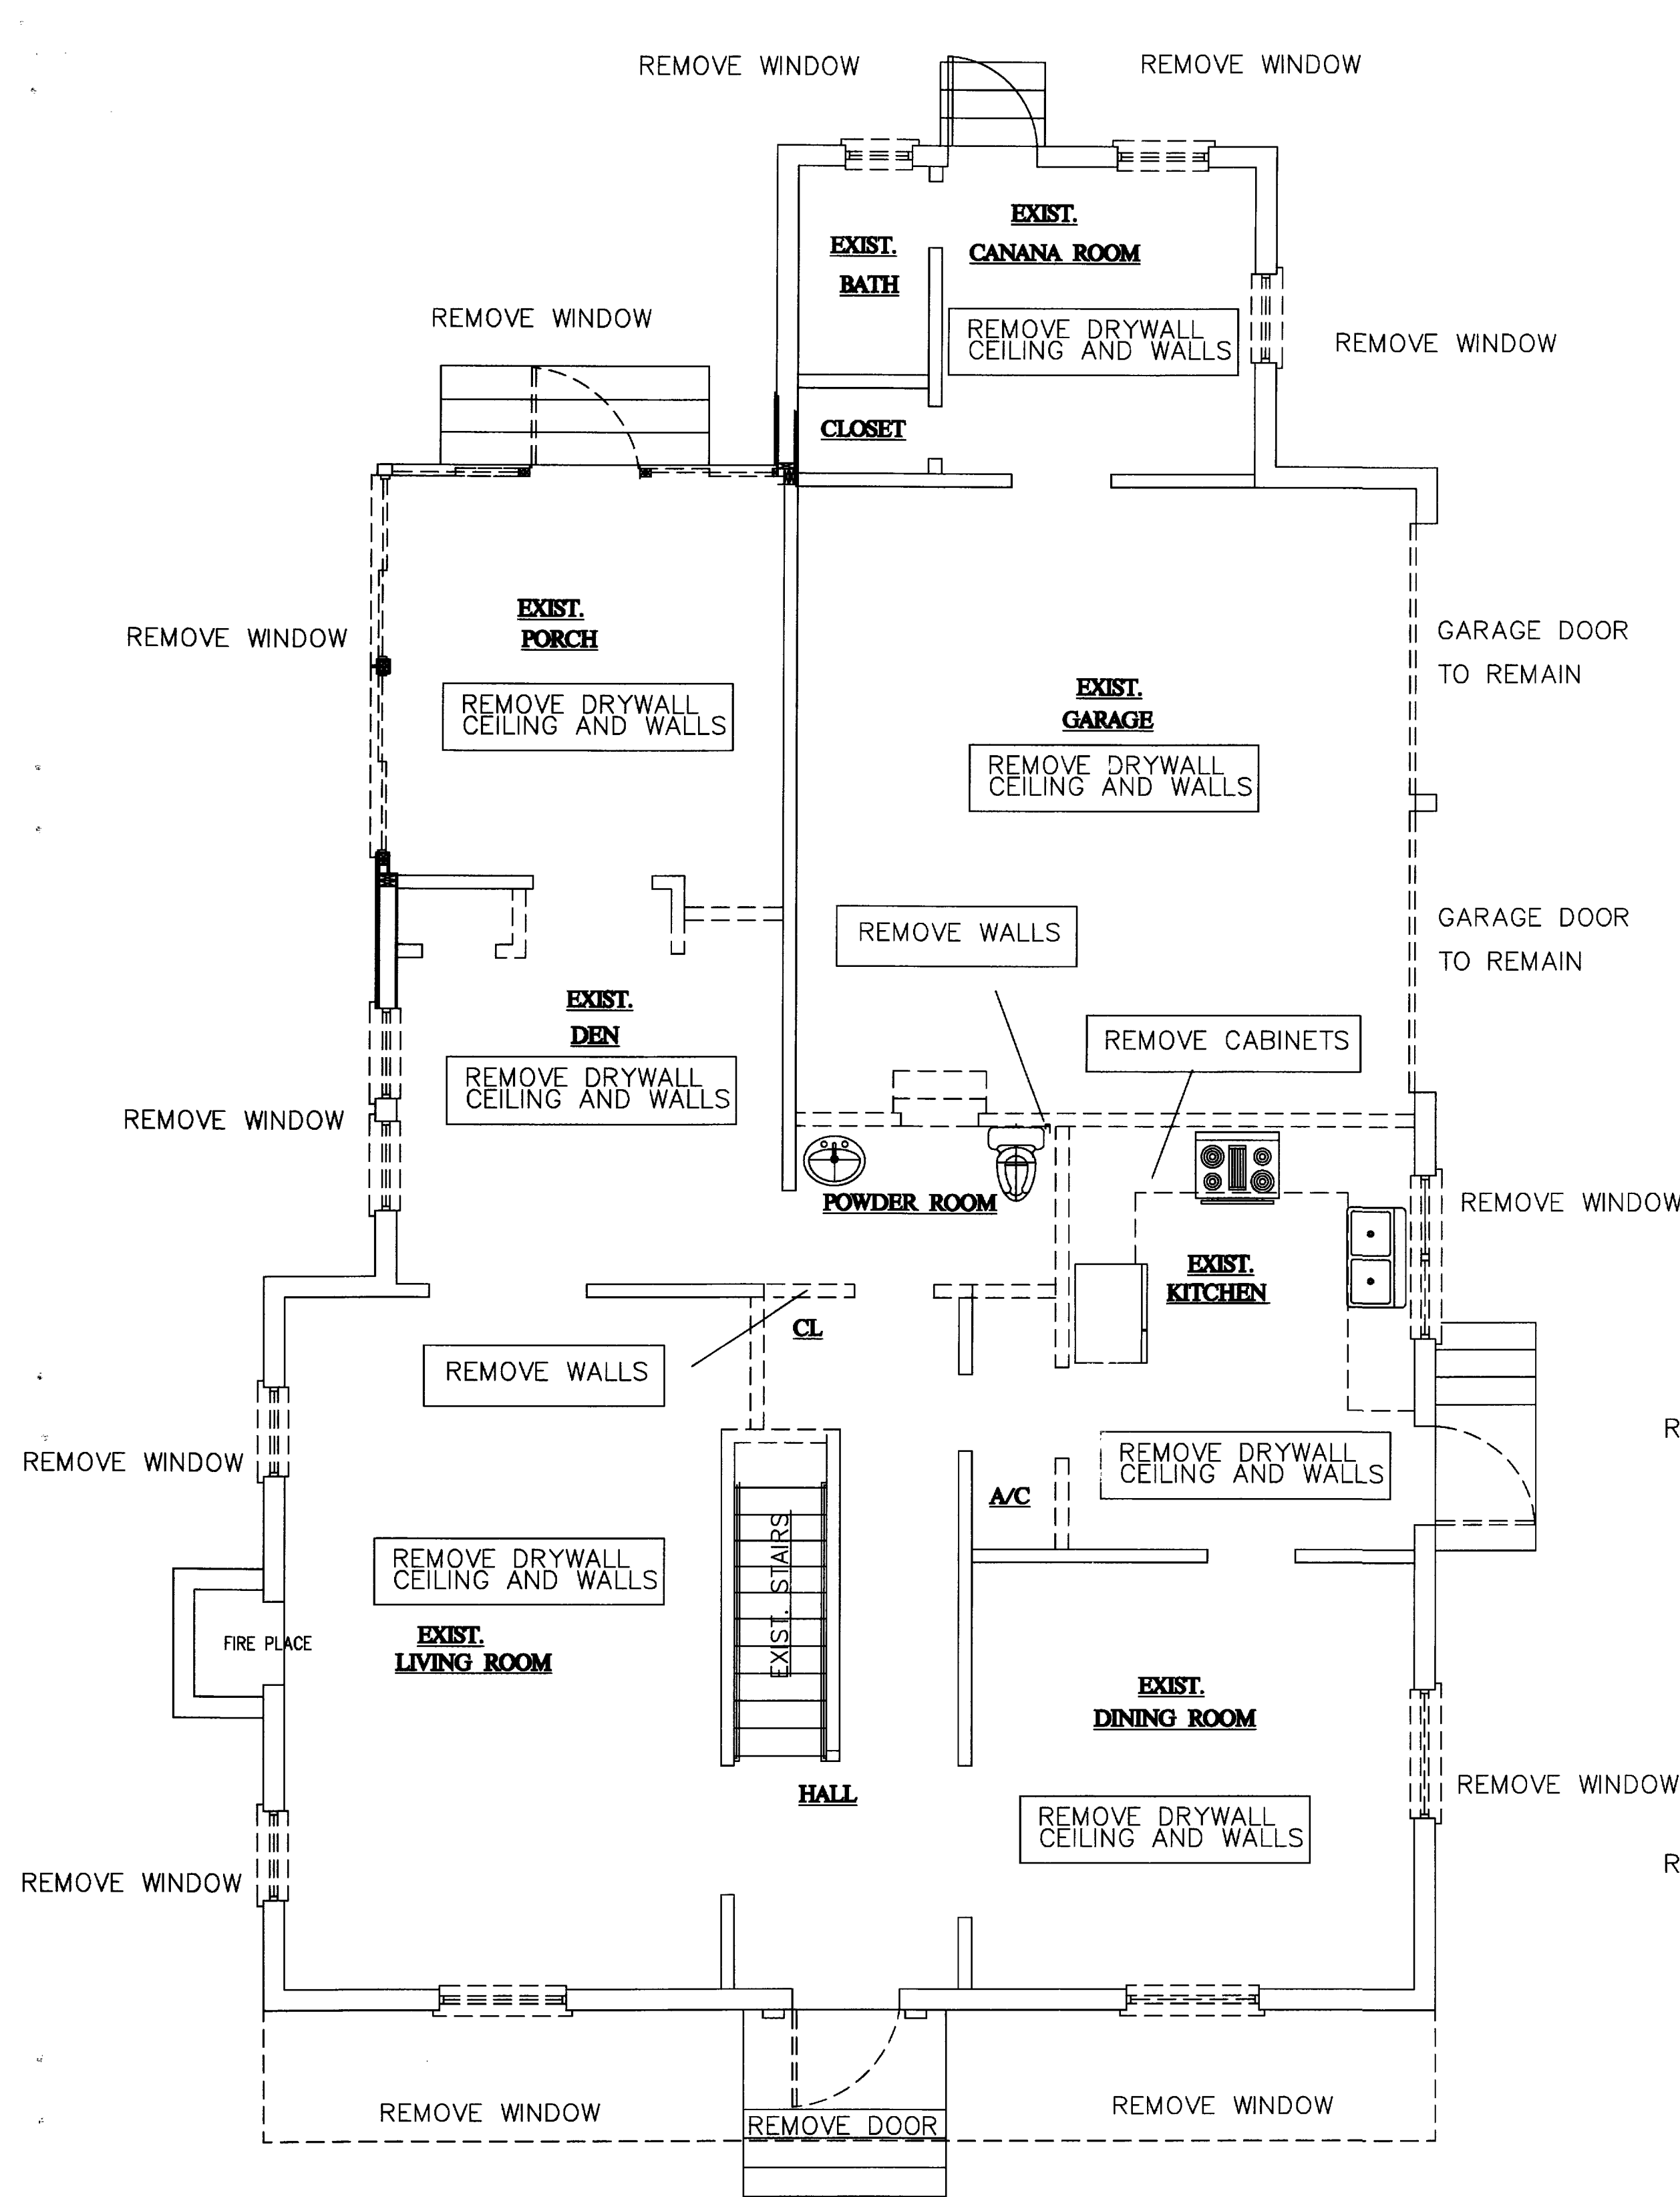 REMOVE WINDOW
REMOVE WINDOW
EXIST.
CANANA ROOM
EXIST.
BATH
REMOVE WINDOW
REMOVE DRYWALL
CEILING AND WALLS
REMOVE WINDOW
CLOSET
EXIST.
PORCH
REMOVE WINDOW
GARAGE DOOR
TO REMAIN
EXIST.
GARAGE
REMOVE DRYWALL
CEILING AND WALLS
REMOVE DRYWALL
CEILING AND WALLS
REMOVE WALLS
GARAGE DOOR
TO REMAIN
EXIST.
DEN
REMOVE CABINETS
REMOVE DRYWALL
CEILING AND WALLS
REMOVE WINDOW
POWDER ROOM
REMOVE WINDOW
EXIST.
KITCHEN
CL
REMOVE WALLS
R
REMOVE WINDOW
REMOVE DRYWALL
CEILING AND WALLS
A/C
EXIST. STAIRS
REMOVE DRYWALL
CEILING AND WALLS
FIRE PLACE
EXIST.
LIVING ROOM
EXIST.
DINING ROOM
HALL
REMOVE WINDOW
REMOVE DRYWALL
CEILING AND WALLS
R
REMOVE WINDOW
REMOVE WINDOW
REMOVE DOOR
REMOVE WINDOW